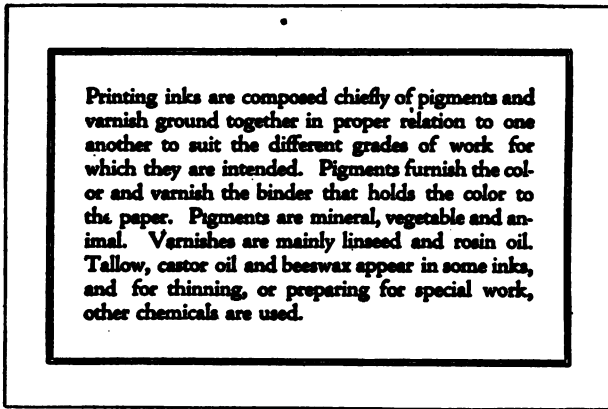 Printing inks are composed chiefly of pigments and
varnish ground together in proper relation to one
another to suit the different grades of work for
which they are intended. Pigments furnish the col-
or and varnish the binder that holds the color to
the paper. Pigments are mineral, vegetable and an-
imal. Varnishes are mainly linseed and rosin oil.
Tallow, castor oil and beeswax appear in some inks,
and for thinning, or preparing for special work,
other chemicals are used.